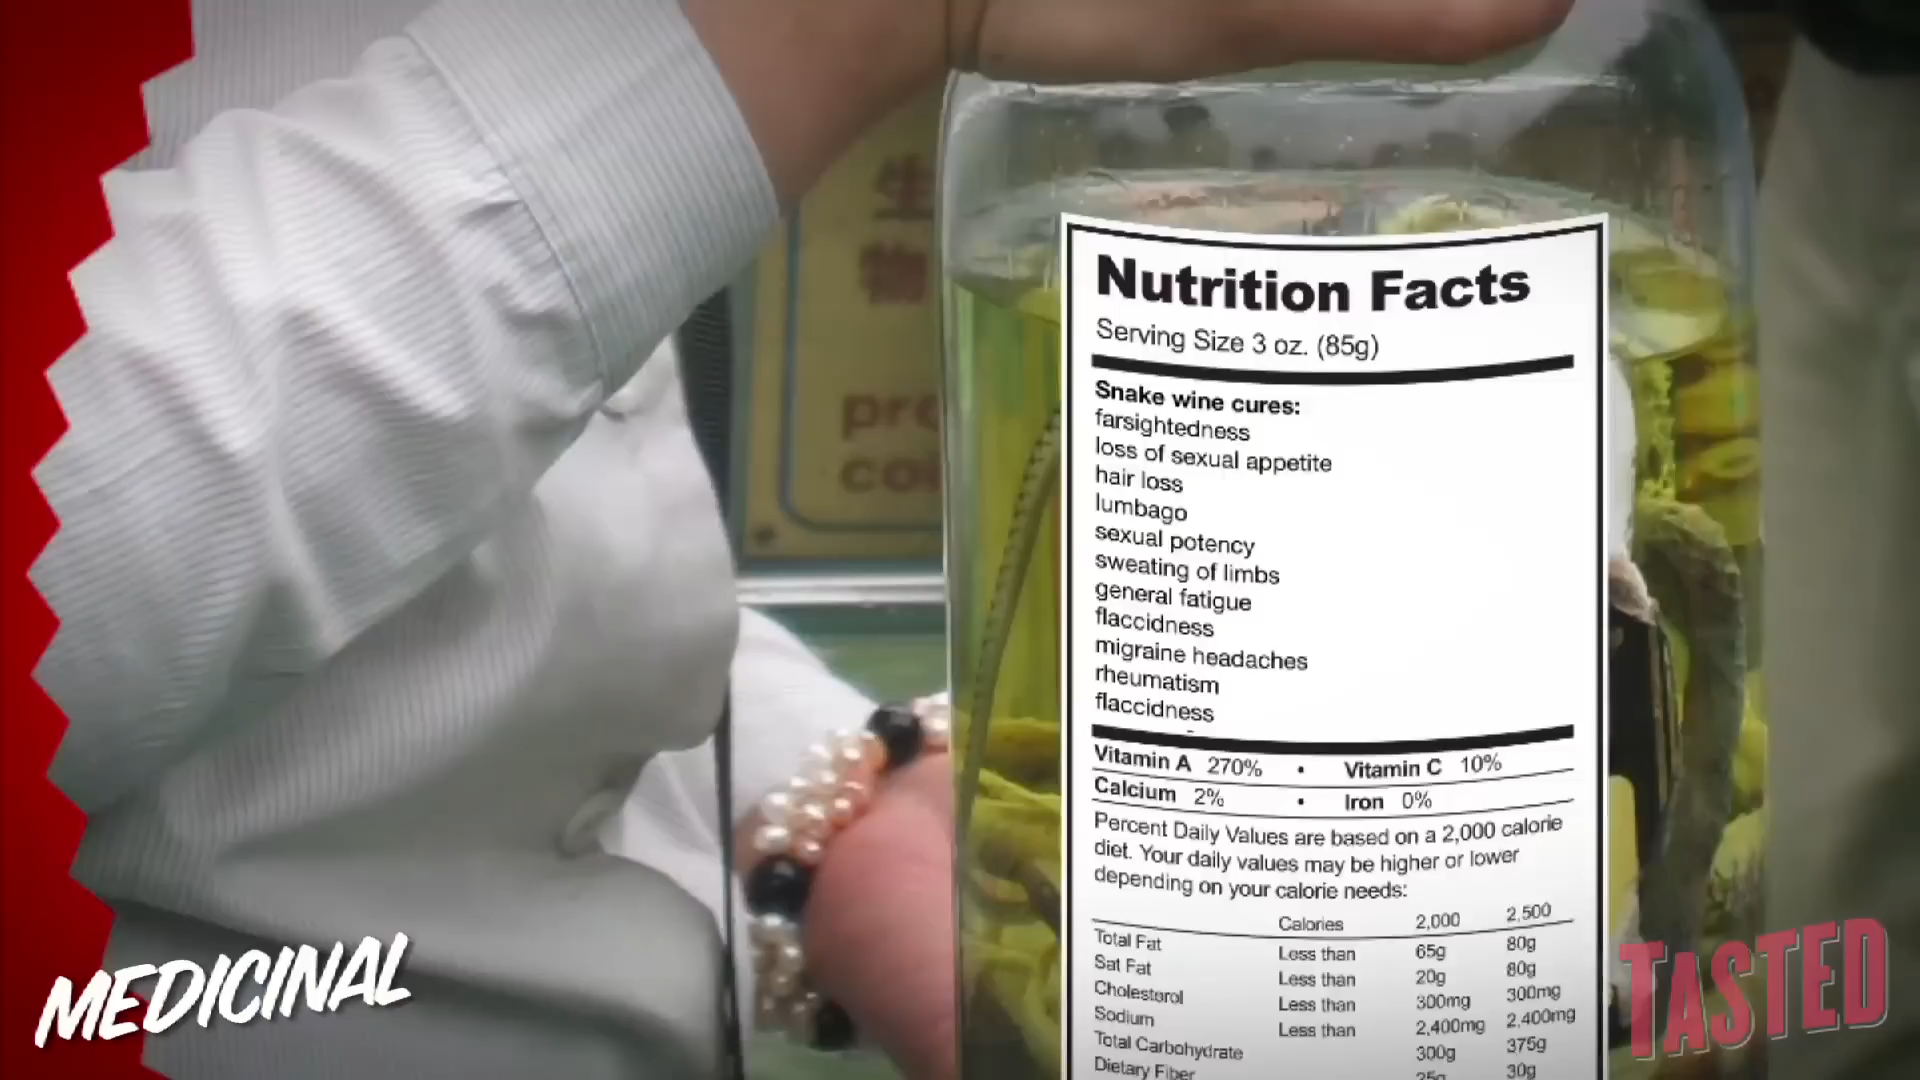 生
物
pro
col
Nutrition Facts
Serving Size 3 oz. (85g)
Snake wine cures:
farsightedness
loss of sexual appetite
hair loss
lumbago
sexual potency
sweating of limbs
general fatigue
flaccidness
migraine headaches
rheumatism
flaccidness
Vitamin A 270% • Vitamin C 10%
Calcium 2% • Iron 0%
Percent Daily Values are based on a 2,000 calorie
diet. Your daily values may be higher or lower
depending on your calorie needs:
Calories 2,000 2,500
Total Fat Less than 65g 80g
Sat Fat Less than 20g 80g
Cholesterol Less than 300mg 300mg
Sodium Less than 2,400mg 2,400mg
Total Carbohydrate 300g 375g
Dietary Fiber 25g 30g
MEDICINAL
TASTED